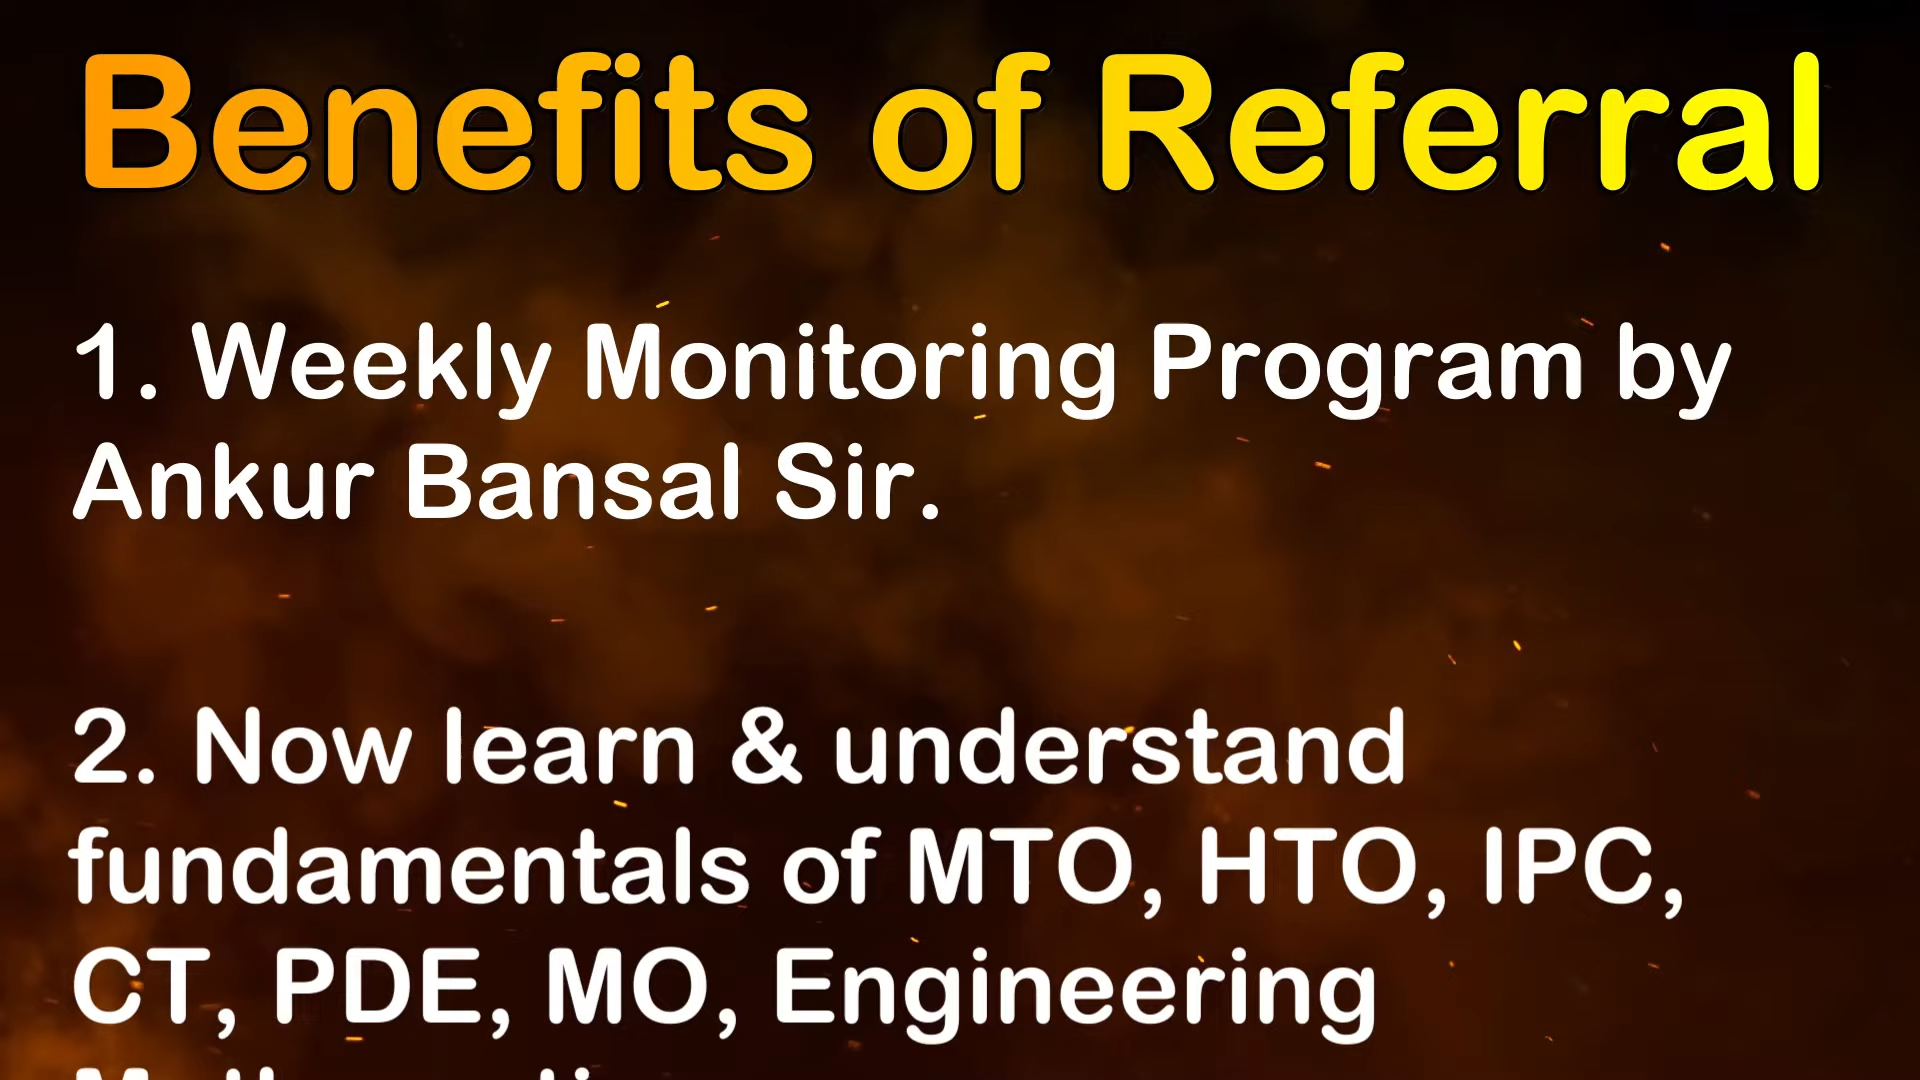 Benefits of Referral
1. Weekly Monitoring Program by
Ankur Bansal Sir.
2. Now learn & understand
fundamentals of MTO, HTO, IPC,
CT, PDE, MO, Engineering